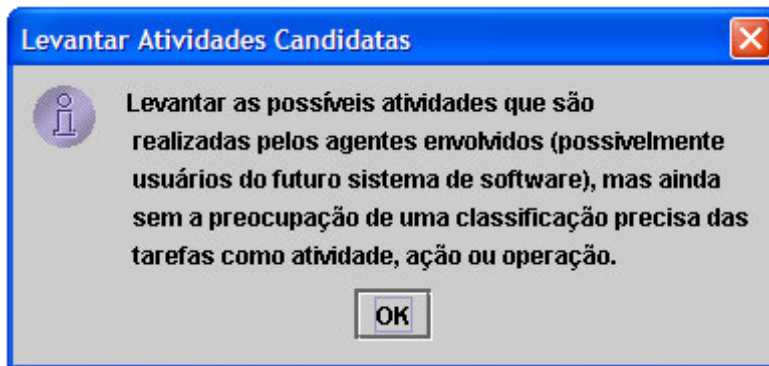 Levantar Atividades Candidatas
Levantar as possíveis atividades que são
realizadas pelos agentes envolvidos (possivelmente
usuários do futuro sistema de software), mas ainda
sem a preocupação de uma classificação precisa das
tarefas como atividade, ação ou operação.
OK